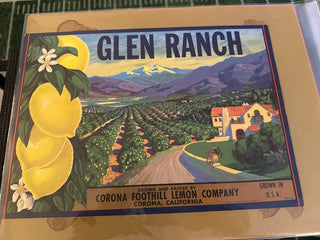 GLEN RANCH
GROWN AND PACKED BY
CORONA FOOTHILL LEMON COMPANY
CORONA, CALIFORNIA
GROWN IN
U.S.A.